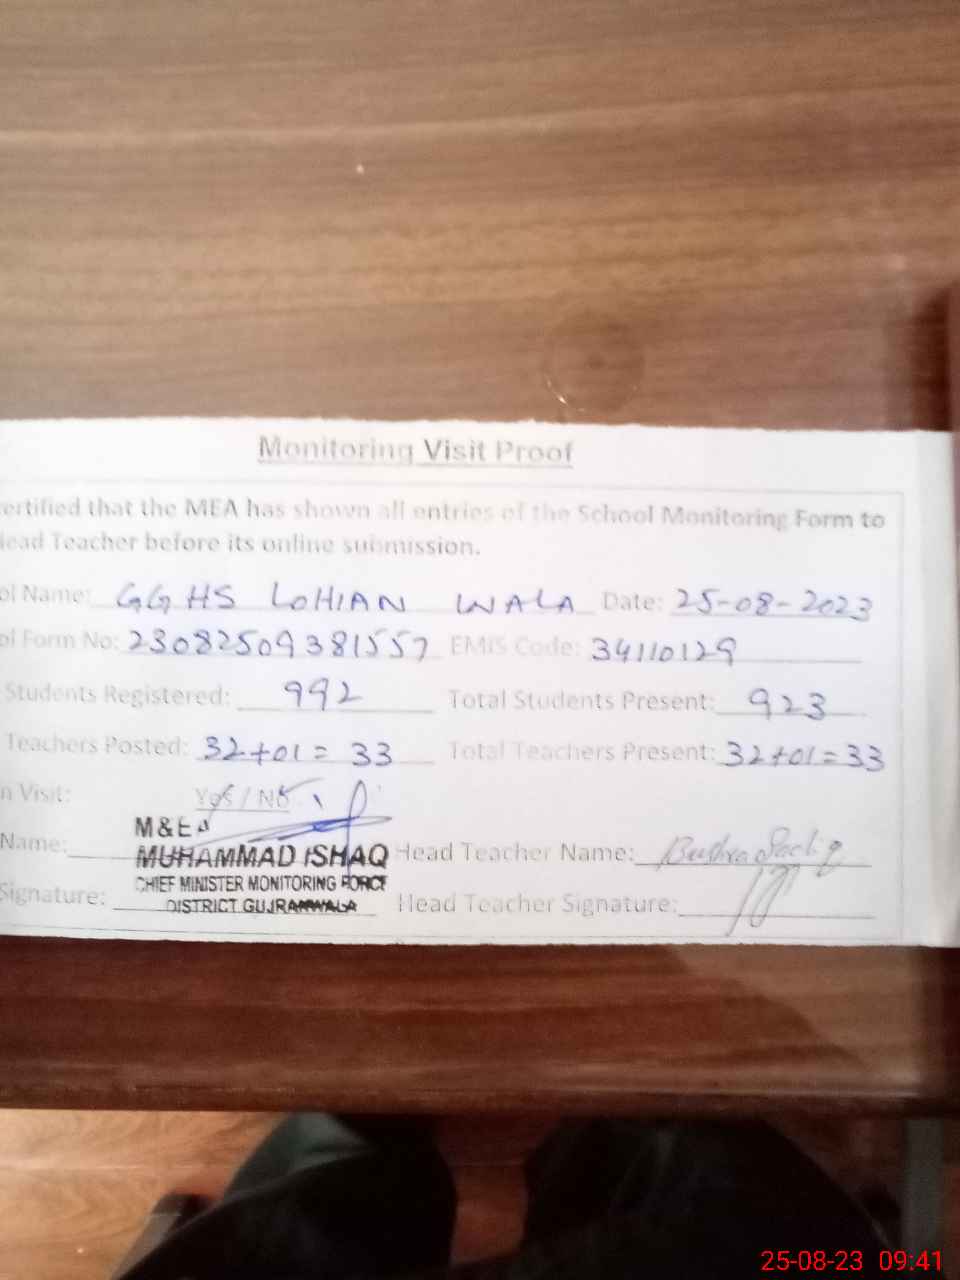 Monitoring Visit Proof
ertified that the MEA has shown all entries of the School Monitoring Form to
lead Teacher before its online submission.
ol Name: GGHS LOHIAN WALA Date: 25-08-2023
ol Form No: 23082509381557 EMIS Code: 34110129
Students Registered: 992 Total Students Present: 923
Teachers Posted: 32+01= 33 Total Teachers Present: 32+01=33
n Visit: Yes / No
M&EA
Name: MUHAMMAD ISHAQ Head Teacher Name: Bushra
CHIEF MINISTER MONITORING FORCE
Signature: DISTRICT GUJRANWALA Head Teacher Signature:
25-08-23 09:41